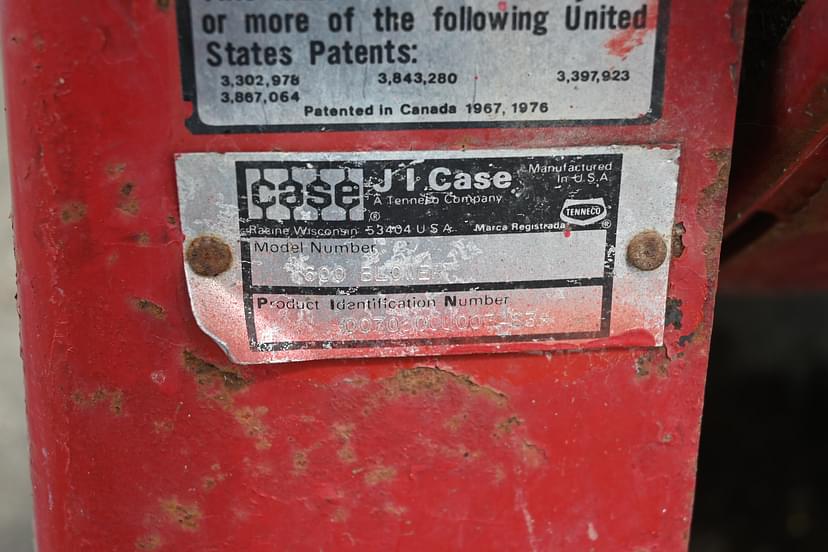 or more of the following United
States Patents:
3,302,978 3,843,280 3,397,923
3,867,064
Patented in Canada 1967, 1976
case ® J I Case
A Tenneco Company
Manufactured
In U.S.A
TENNECO ®
Racine, Wisconsin 53404 U S A Marca Registrada
Model Number
600 BLOWER
Product Identification Number